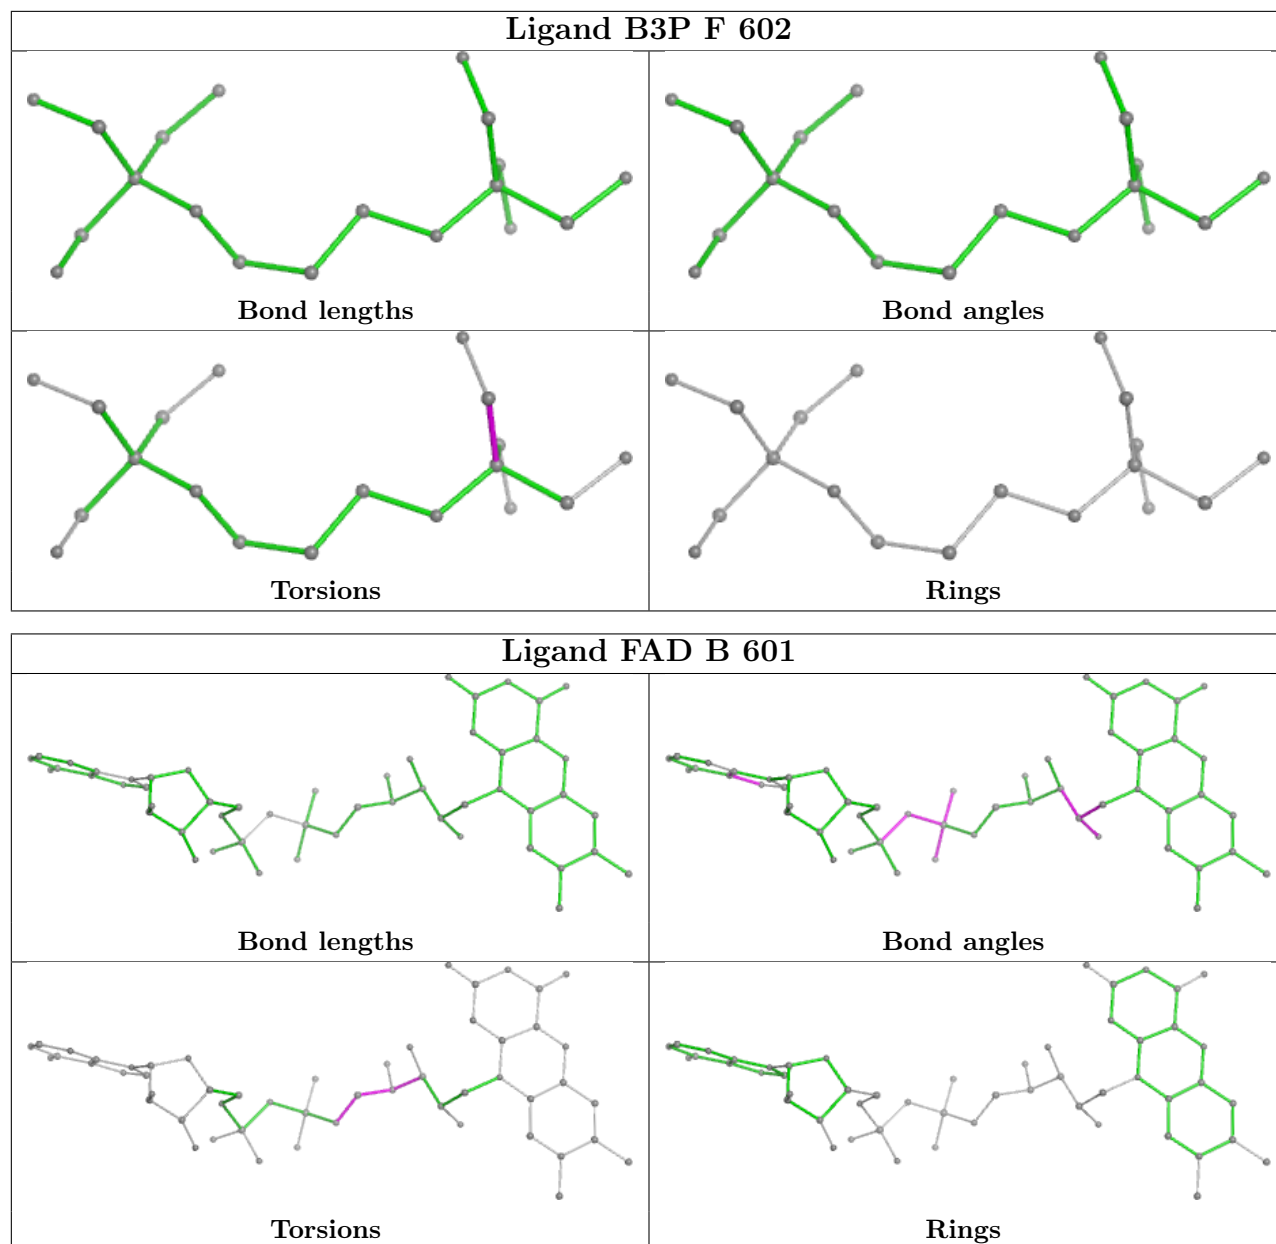 Ligand B3P F 602
Bond lengths
Bond angles
Torsions
Rings
Ligand FAD B 601
Bond lengths
Bond angles
Torsions
Rings